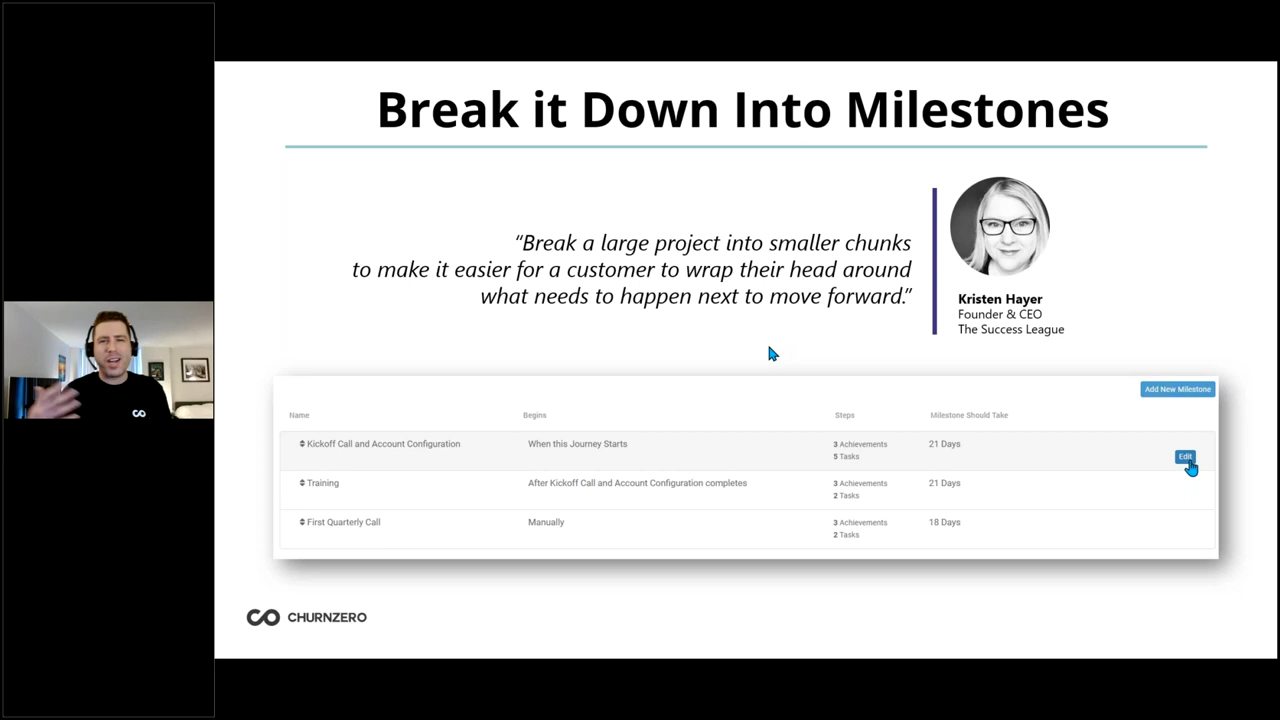 Break it Down Into Milestones
“Break a large project into smaller chunks
to make it easier for a customer to wrap their head around
what needs to happen next to move forward.”
Kristen Hayer
Founder & CEO
The Success League
Add New Milestone
Name Begins Steps Milestone Should Take
Kickoff Call and Account Configuration When this Journey Starts 3 Achievements 21 Days
5 Tasks
Edit
Training After Kickoff Call and Account Configuration completes 3 Achievements 21 Days
2 Tasks
First Quarterly Call Manually 3 Achievements 18 Days
2 Tasks
CHURNZERO